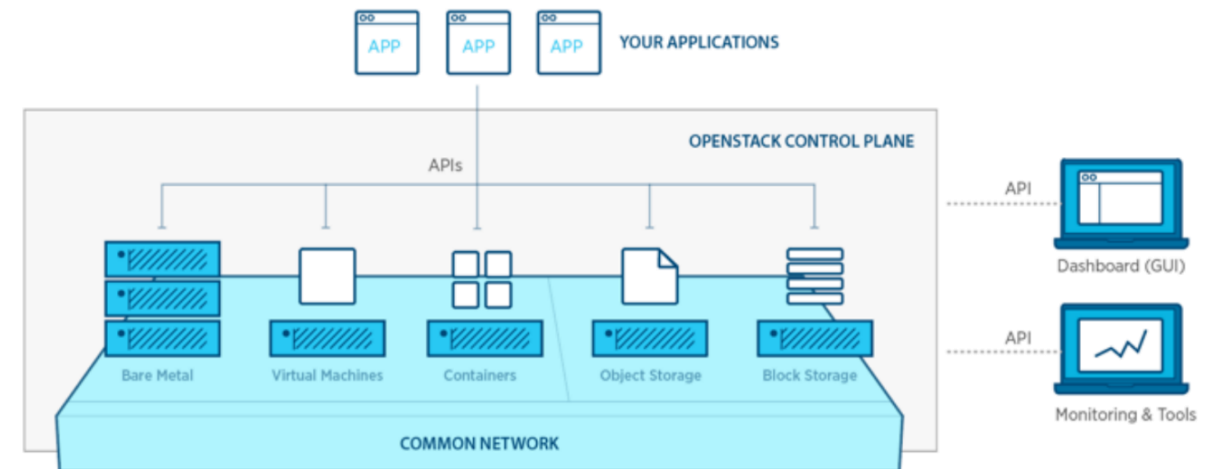 APP
APP
APP
YOUR APPLICATIONS
OPENSTACK CONTROL PLANE
APIs
API
Dashboard (GUI)
Bare Metal
Virtual Machines
Containers
Object Storage
Block Storage
API
Monitoring & Tools
COMMON NETWORK